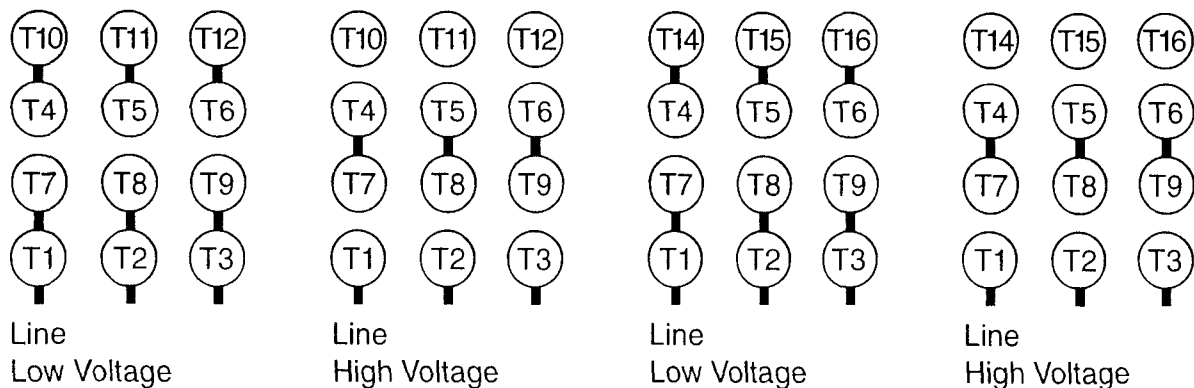 T10 T11 T12 T10 T11 T12 T14 T15 T16 T14 T15 T16
T4 T5 T6 T4 T5 T6 T4 T5 T6 T4 T5 T6
T7 T8 T9 T7 T8 T9 T7 T8 T9 T7 T8 T9
T1 T2 T3 T1 T2 T3 T1 T2 T3 T1 T2 T3
Line Line Line Line
Low Voltage High Voltage Low Voltage High Voltage